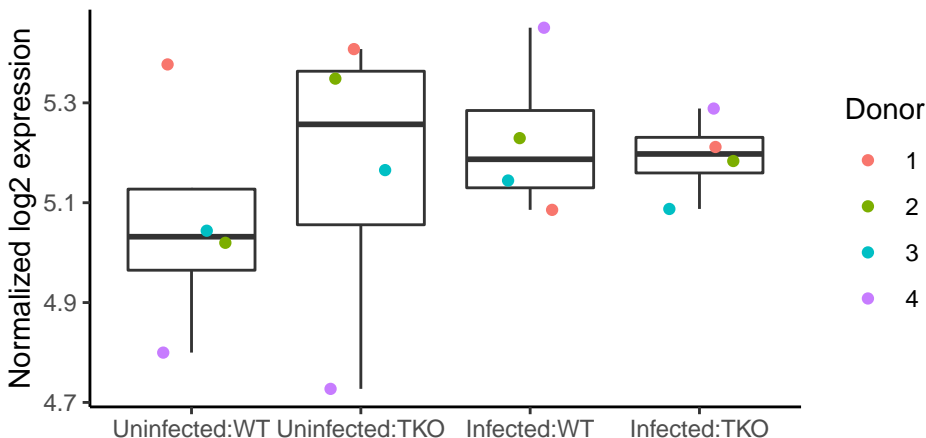 Normalized log2 expression
5.3
5.1
4.9
4.7
Uninfected:WT
Uninfected:TKO
Infected:WT
Infected:TKO
Donor
1
2
3
4